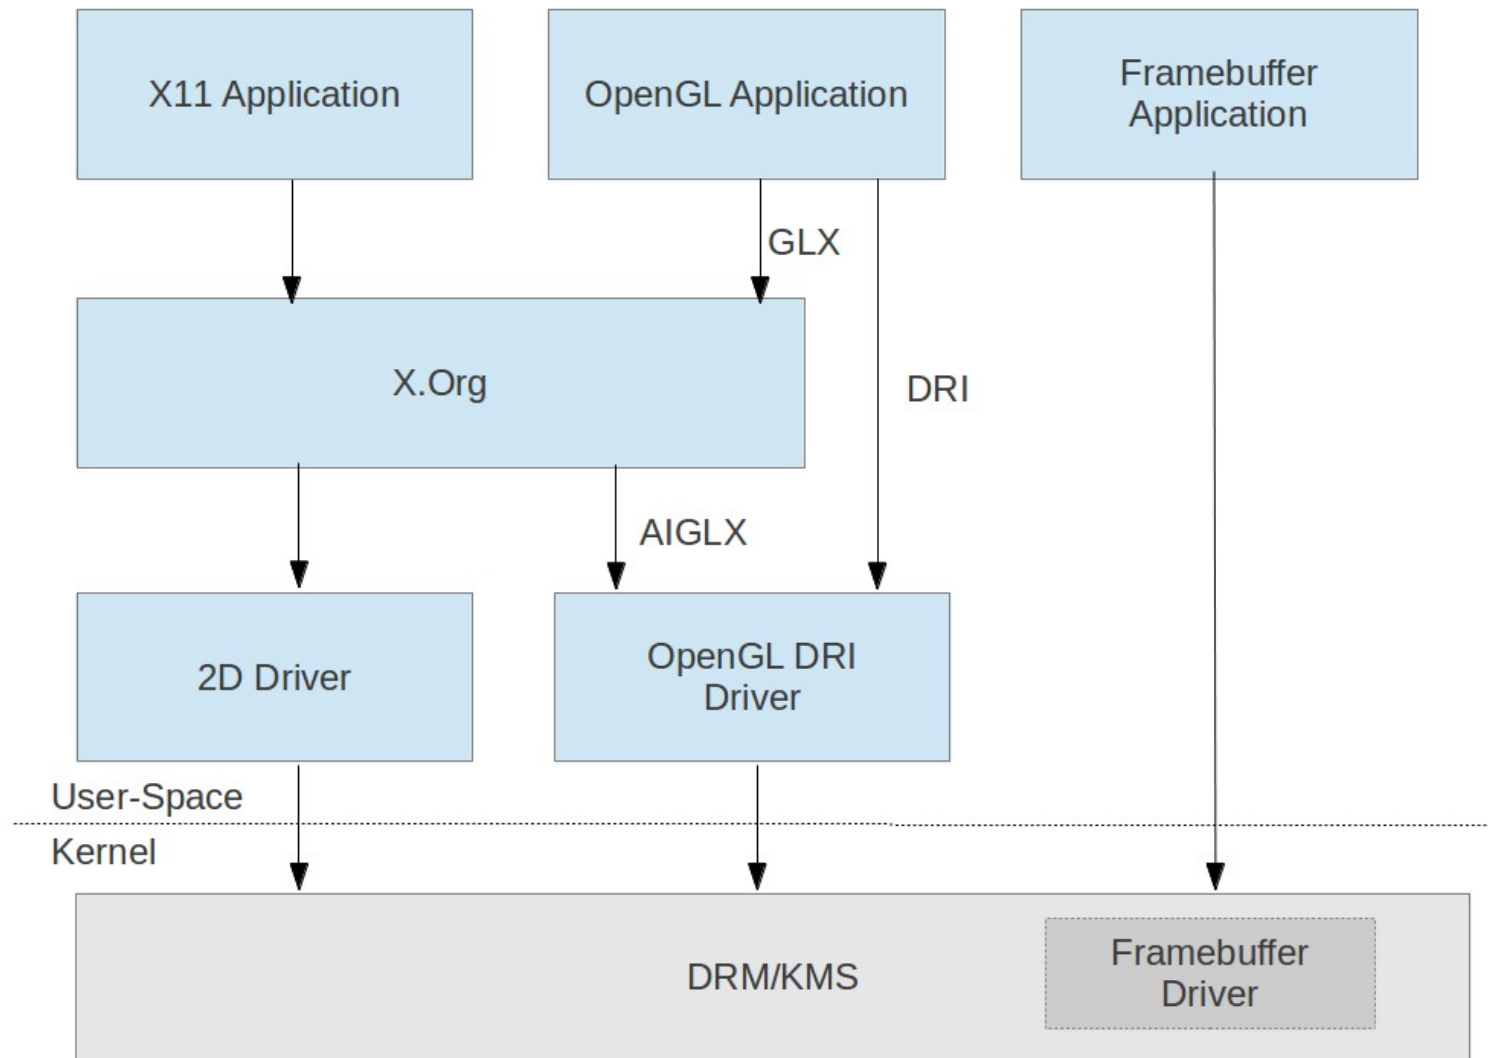 X11 Application
OpenGL Application
Framebuffer
Application
GLX
X.Org
DRI
AIGLX
2D Driver
OpenGL DRI
Driver
User-Space
Kernel
DRM/KMS
Framebuffer
Driver